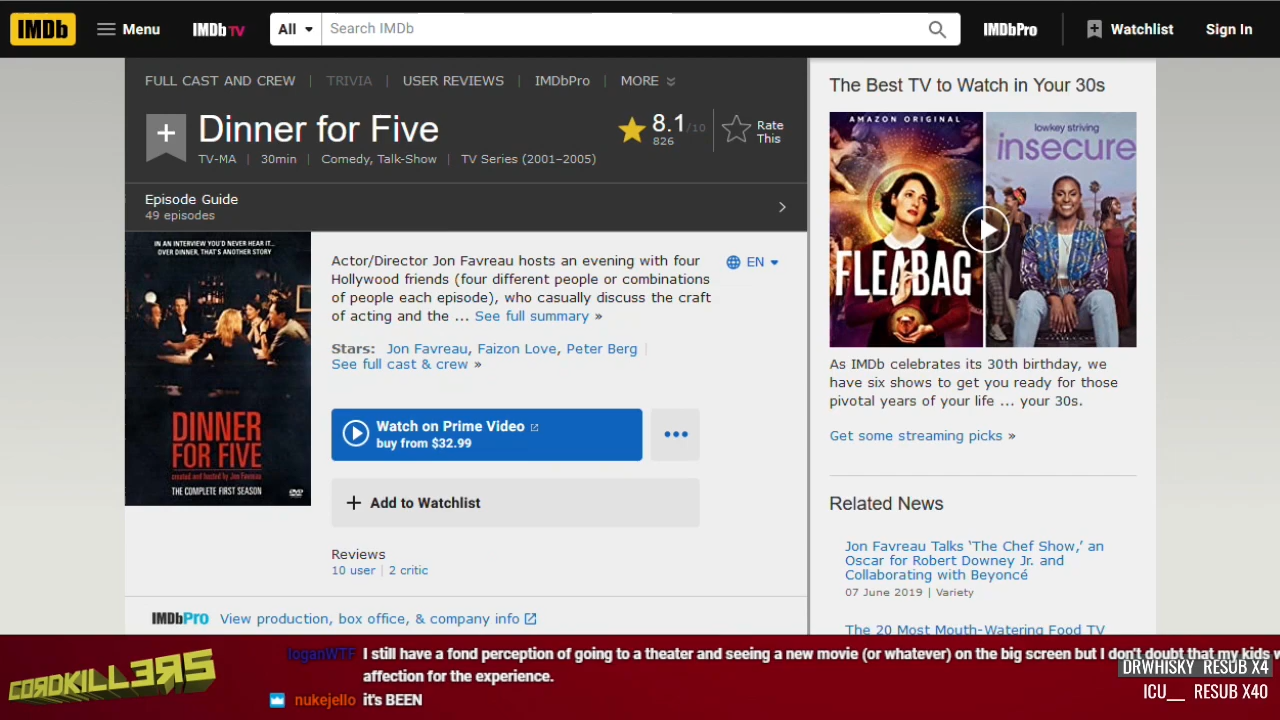 IMDb
Menu
IMDb TV
All
Search IMDb
IMDbPro
Watchlist
Sign In
FULL CAST AND CREW | TRIVIA | USER REVIEWS | IMDbPro | MORE
+ Dinner for Five
TV-MA | 30min | Comedy, Talk-Show | TV Series (2001–2005)
8.1/10
826
Rate This
Episode Guide
49 episodes
IN AN INTERVIEW YOU'D NEVER HEAR IT...
OVER DINNER, THAT'S ANOTHER STORY
DINNER
FOR FIVE
created and hosted by Jon Favreau
THE COMPLETE FIRST SEASON
DVD
Actor/Director Jon Favreau hosts an evening with four
Hollywood friends (four different people or combinations
of people each episode), who casually discuss the craft
of acting and the ... See full summary »
EN
Stars: Jon Favreau, Faizon Love, Peter Berg |
See full cast & crew »
Watch on Prime Video
buy from $32.99
+ Add to Watchlist
Reviews
10 user | 2 critic
IMDbPro View production, box office, & company info
The Best TV to Watch in Your 30s
AMAZON ORIGINAL
FLEABAG
lowkey striving
insecure
As IMDb celebrates its 30th birthday, we
have six shows to get you ready for those
pivotal years of your life ... your 30s.
Get some streaming picks »
Related News
Jon Favreau Talks ‘The Chef Show,’ an
Oscar for Robert Downey Jr. and
Collaborating with Beyoncé
07 June 2019 | Variety
The 20 Most Mouth-Watering Food TV
CORDKILL3RS
loganWTF I still have a fond perception of going to a theater and seeing a new movie (or whatever) on the big screen but I don't doubt that my kids w
affection for the experience.
nukejello it's BEEN
DRWHISKY RESUB X4
ICU__ RESUB X40